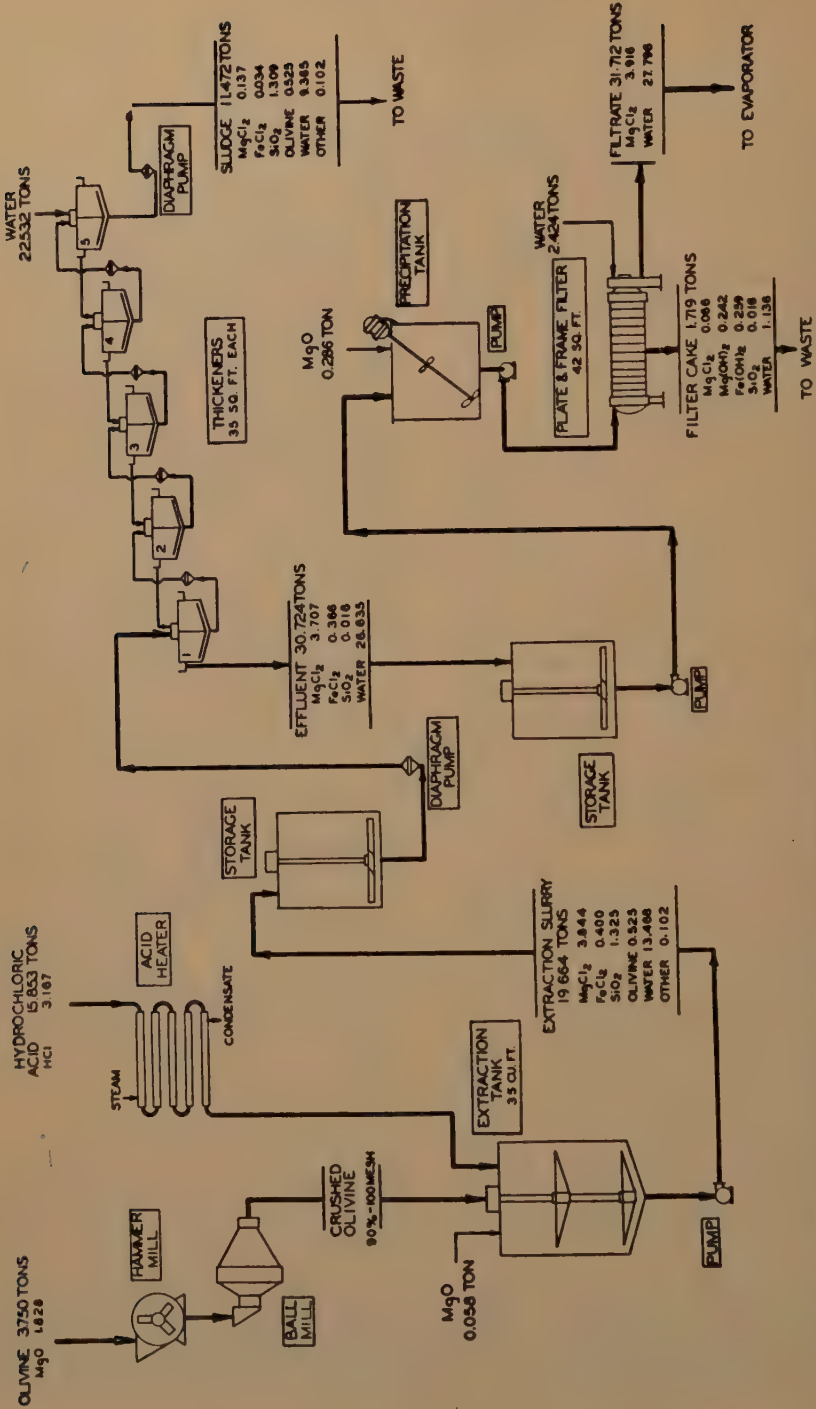 OLIVINE 3.750 TONS
MgO 1.828
HAMMER
MILL
BALL
MILL
CRUSHED
OLIVINE
90%-100MESH
MgO
0.058 TON
HYDROCHLORIC
ACID 15.853 TONS
HCl 3.167
STEAM
ACID
HEATER
CONDENSATE
EXTRACTION
TANK
35 CU. FT.
PUMP
EXTRACTION SLURRY
19.664 TONS
MgCl2 3.844
FeCl2 0.400
SiO2 1.325
OLIVINE 0.525
WATER 13.468
OTHER 0.102
STORAGE
TANK
DIAPHRAGM
PUMP
1
2
3
4
5
WATER
22.532 TONS
THICKENERS
35 SQ. FT. EACH
DIAPHRAGM
PUMP
SLUDGE 11.472 TONS
MgCl2 0.137
FeCl2 0.034
SiO2 1.309
OLIVINE 0.525
WATER 9.365
OTHER 0.102
TO WASTE
EFFLUENT 30.724 TONS
MgCl2 3.707
FeCl2 0.366
SiO2 0.016
WATER 26.635
STORAGE
TANK
PUMP
MgO
0.286 TON
PRECIPITATION
TANK
PUMP
PLATE & FRAME FILTER
42 SQ. FT.
WATER
2.424 TONS
FILTER CAKE 1.719 TONS
MgCl2 0.066
Mg(OH)2 0.242
Fe(OH)2 0.259
SiO2 0.016
WATER 1.136
TO WASTE
FILTRATE 31.712 TONS
MgCl2 3.916
WATER 27.796
TO EVAPORATOR